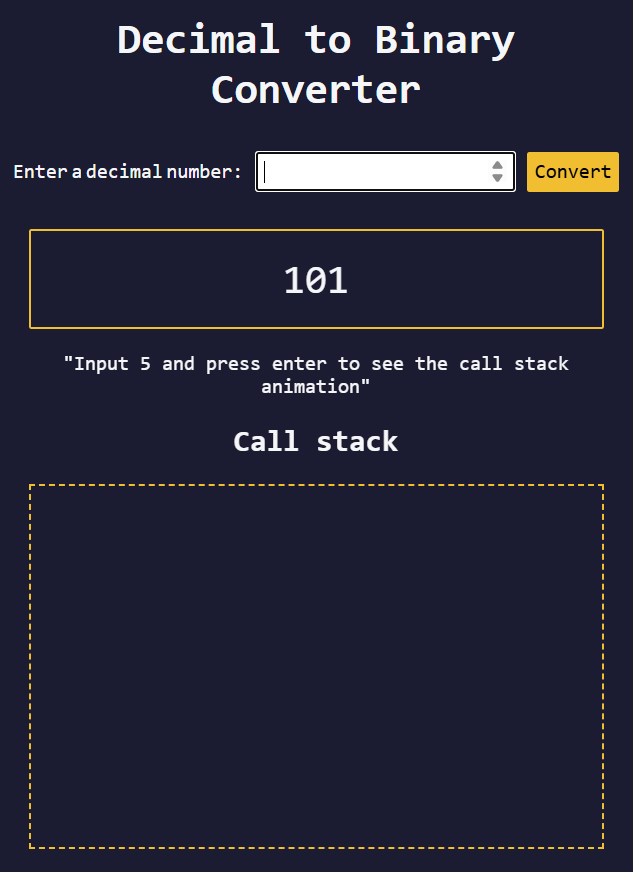 Decimal to Binary
Converter
Enter a decimal number:
Convert
101
"Input 5 and press enter to see the call stack
animation"
Call stack